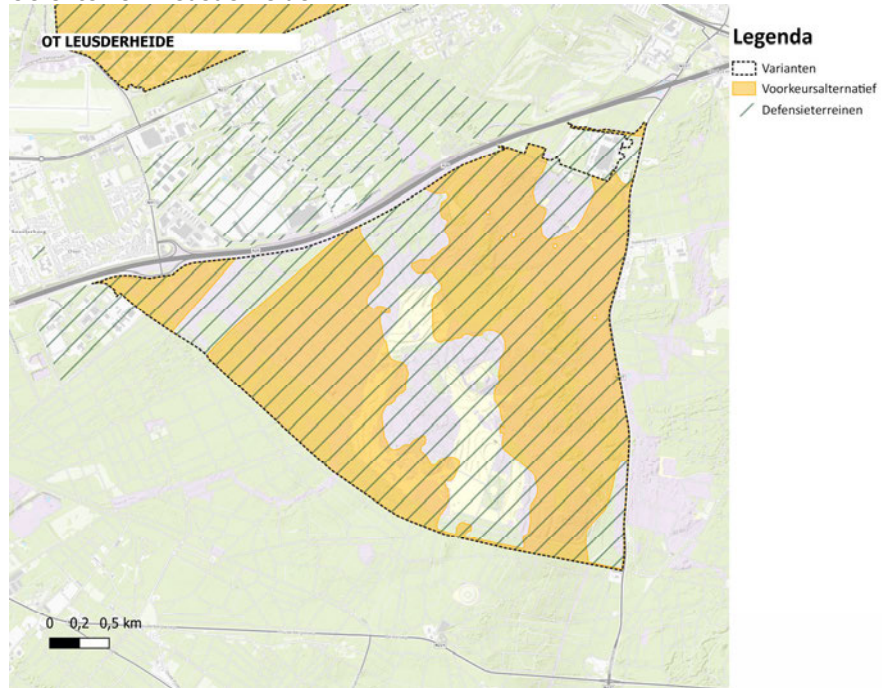 OT LEUSDERHEIDE
Legenda
Varianten
Voorkeursalternatief
Defensieterreinen
0 0,2 0,5 km